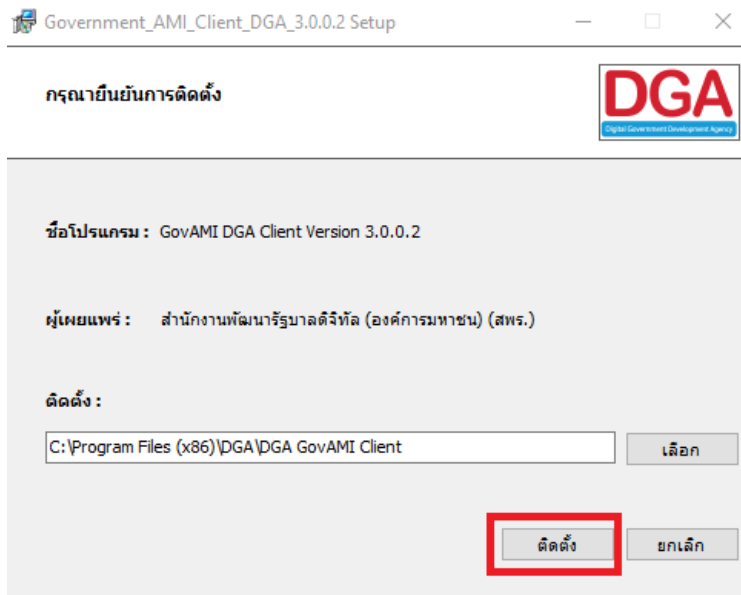 Government_AMI_Client_DGA_3.0.0.2 Setup
กรุณายืนยันการติดตั้ง
DGA
Digital Government Development Agency
ชื่อโปรแกรม : GovAMI DGA Client Version 3.0.0.2
ผู้เผยแพร่ : สำนักงานพัฒนารัฐบาลดิจิทัล (องค์การมหาชน) (สพร.)
ติดตั้ง :
C:\Program Files (x86)\DGA\DGA GovAMI Client
เลือก
ติดตั้ง ยกเลิก